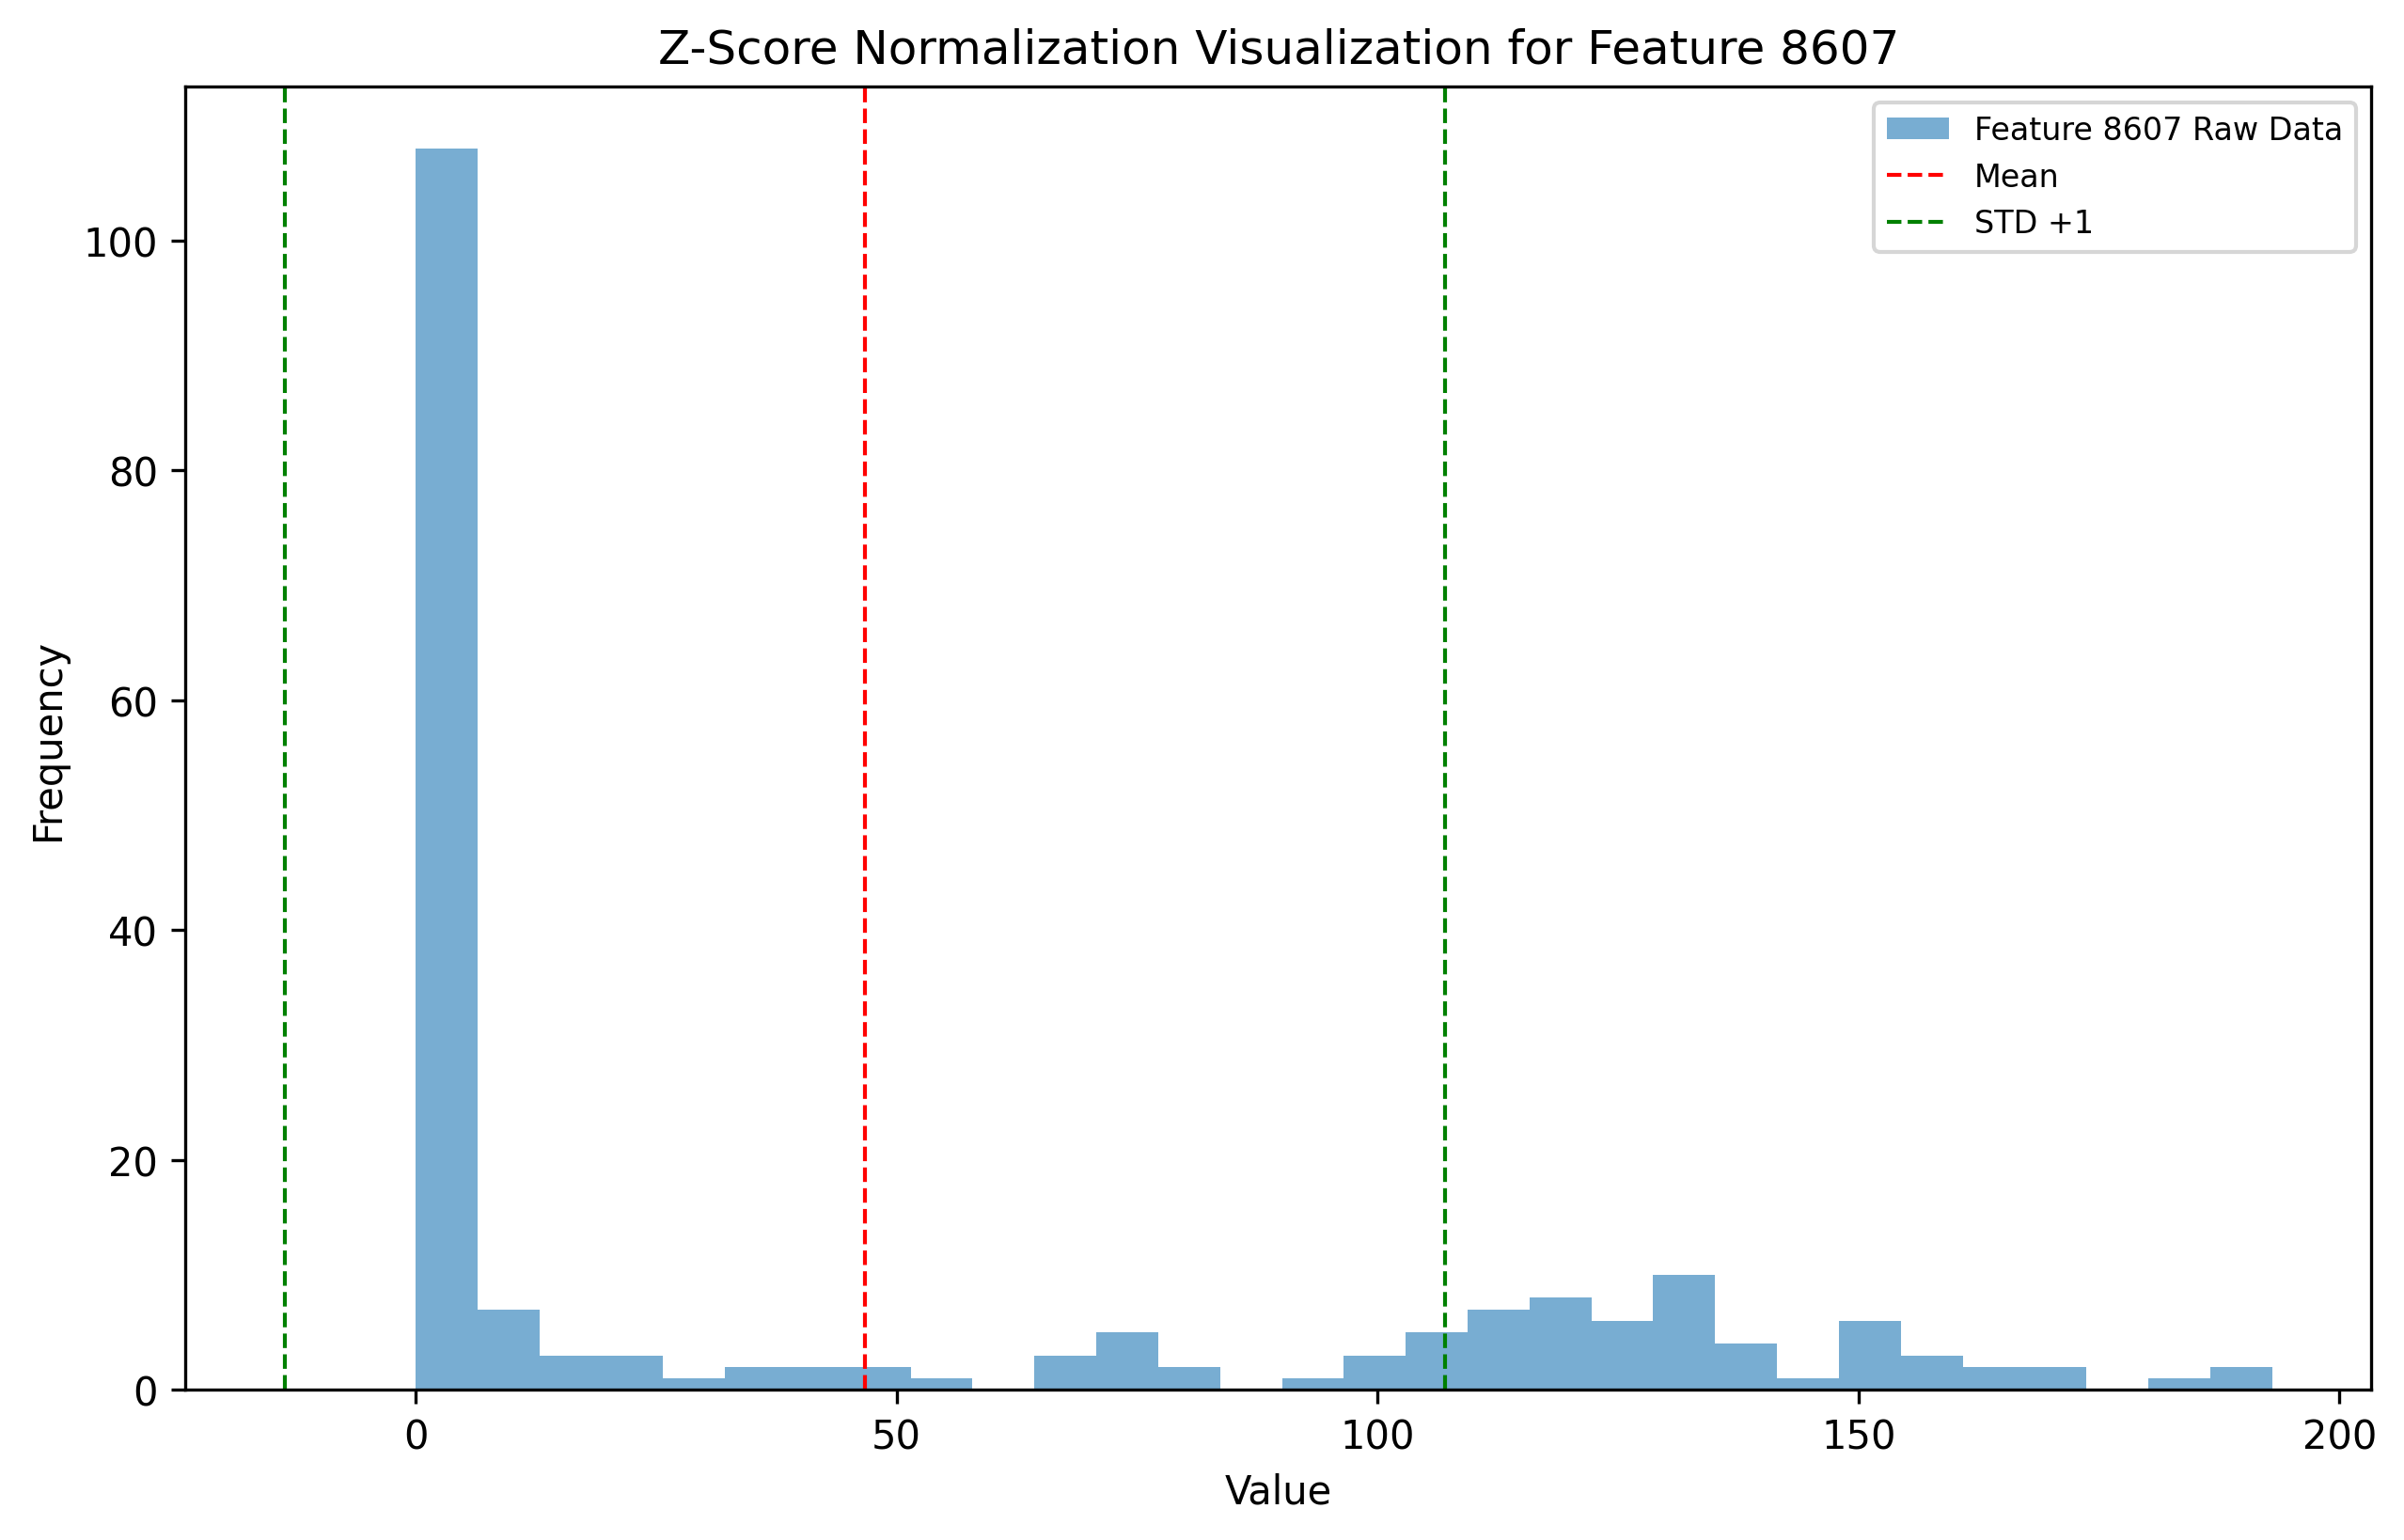 Z-Score Normalization Visualization for Feature 8607
Feature 8607 Raw Data
Mean
STD +1
100
80
60
40
20
0
Frequency
0 50 100 150 200
Value